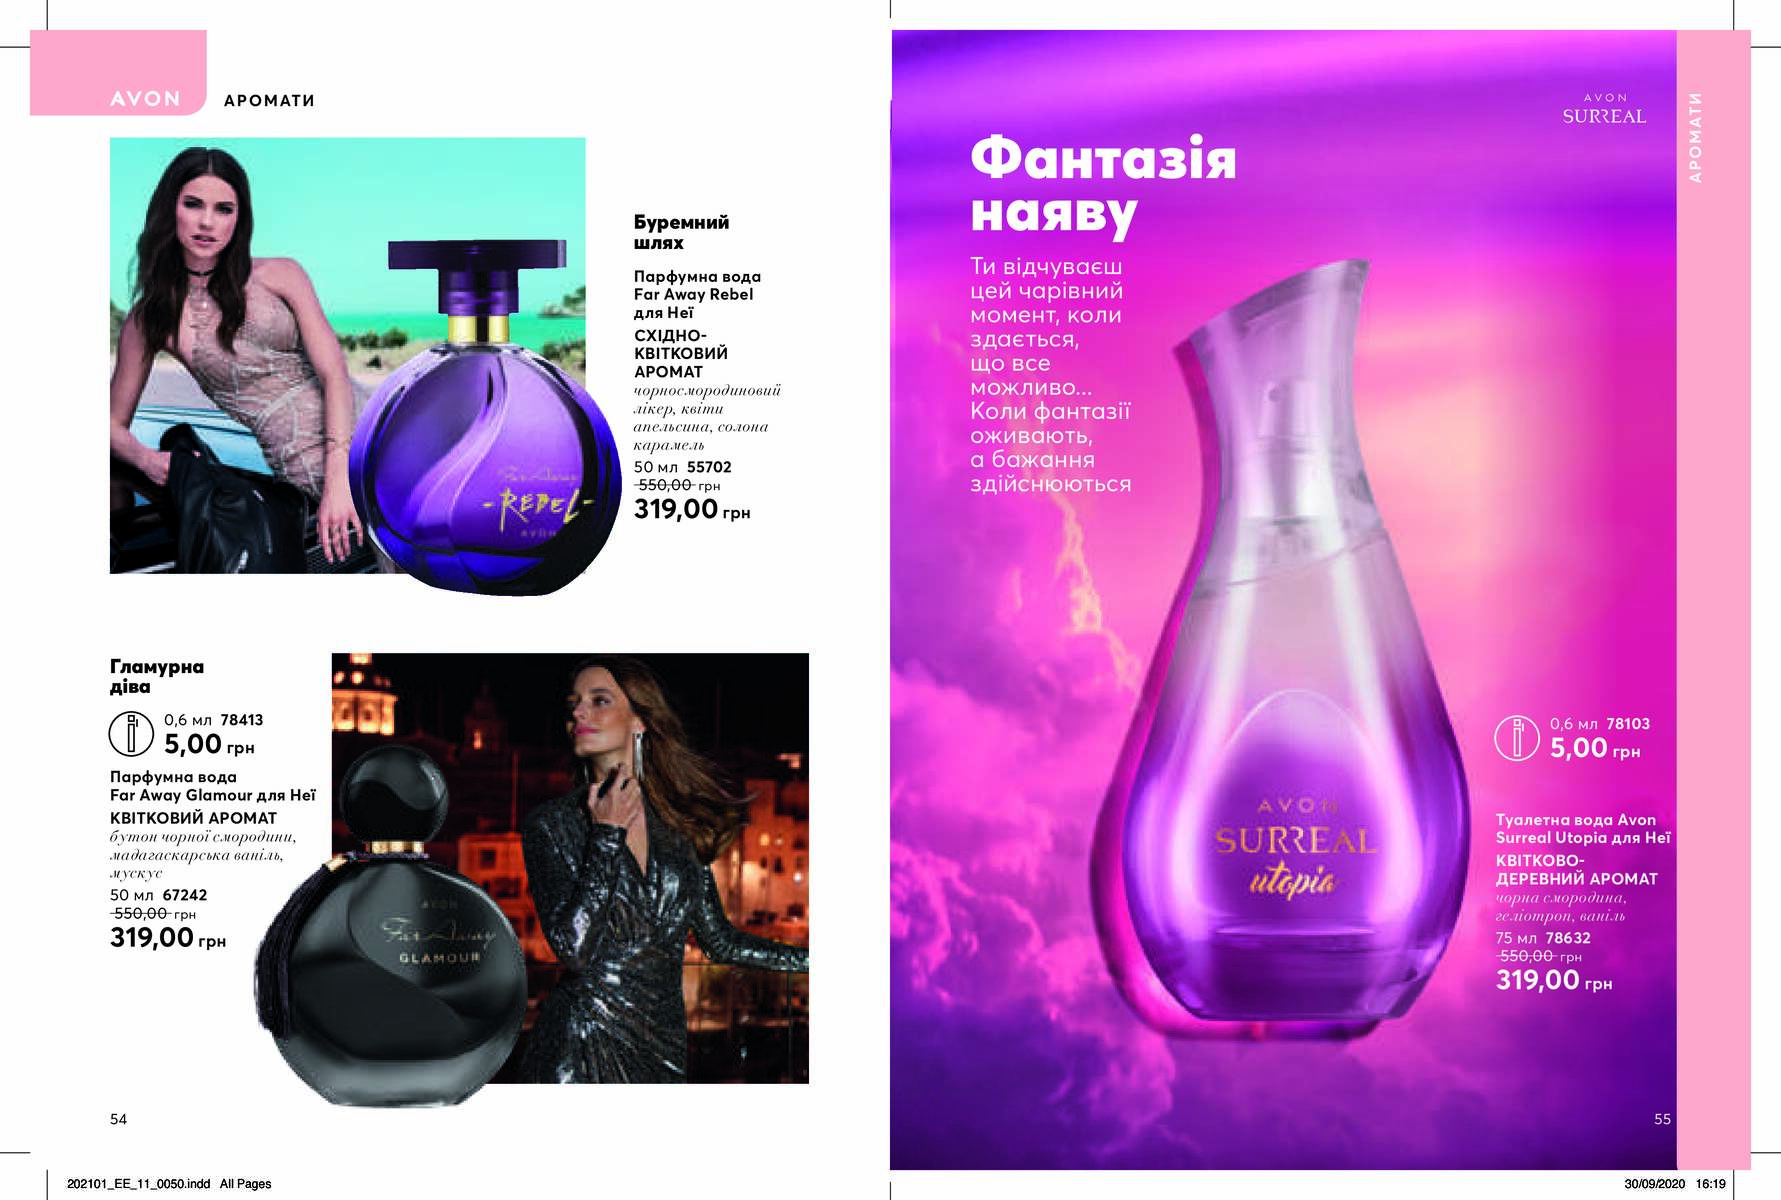 AVON
АРОМАТИ
Буремний
шлях
Парфумна вода
Far Away Rebel
для Неї
СХІДНО-
КВІТКОВИЙ
АРОМАТ
чорносмородиновий
лікер, квіти
апельсина, солона
карамель
50 мл 55702
550,00 грн
319,00 грн
Far Away
-REBEL-
AVON
Гламурна
діва
0,6 мл 78413
5,00 грн
Парфумна вода
Far Away Glamour для Неї
КВІТКОВИЙ АРОМАТ
бутон чорної смородини,
мадагаскарська ваніль,
мускус
50 мл 67242
550,00 грн
319,00 грн
AVON
Far Away
GLAMOUR
54
AVON
SURREAL
АРОМАТИ
Фантазія
наяву
Ти відчуваєш
цей чарівний
момент, коли
здається,
що все
можливо...
Коли фантазії
оживають,
а бажання
здійснюються
AVON
SURREAL
utopia
0,6 мл 78103
5,00 грн
Туалетна вода Avon
Surreal Utopia для Неї
КВІТКОВО-
ДЕРЕВНИЙ АРОМАТ
чорна смородина,
геліотроп, ваніль
75 мл 78632
550,00 грн
319,00 грн
55
202101_EE_11_0050.indd All Pages
30/09/2020 16:19